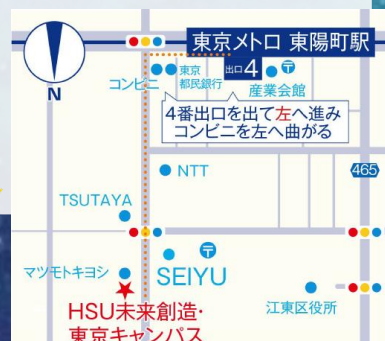 東京メトロ 東陽町駅
出口4
〒
コンビニ
東京
都民銀行
産業会館
4番出口を出て左へ進み
コンビニを左へ曲がる
N
NTT
465
TSUTAYA
〒
マツモトキヨシ
SEIYU
HSU未来創造・
東京キャンパス
江東区役所